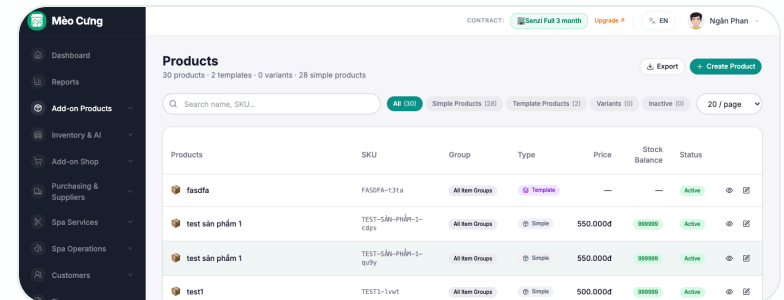 Mèo Cưng
CONTRACT: Senzi Full 3 month Upgrade ↗ EN Ngân Phan
Dashboard
Reports
Add-on Products
Inventory & AI
Add-on Shop
Purchasing &
Suppliers
Spa Services
Spa Operations
Customers
Products
30 products · 2 templates · 0 variants · 28 simple products
Export
+ Create Product
Search name, SKU...
All (30) Simple Products (28) Template Products (2) Variants (0) Inactive (0) 20 / page
Products SKU Group Type Price Stock Balance Status
fasdfa FASDFA-t3ta All Item Groups Template — — Active
test sản phẩm 1 TEST-SẢN-PHẨM-1-
cdps All Item Groups Simple 550.000đ 999999 Active
test sản phẩm 1 TEST-SẢN-PHẨM-1-
qu9y All Item Groups Simple 550.000đ 999999 Active
test1 TEST1-lvwt All Item Groups Simple 500.000đ 999999 Active